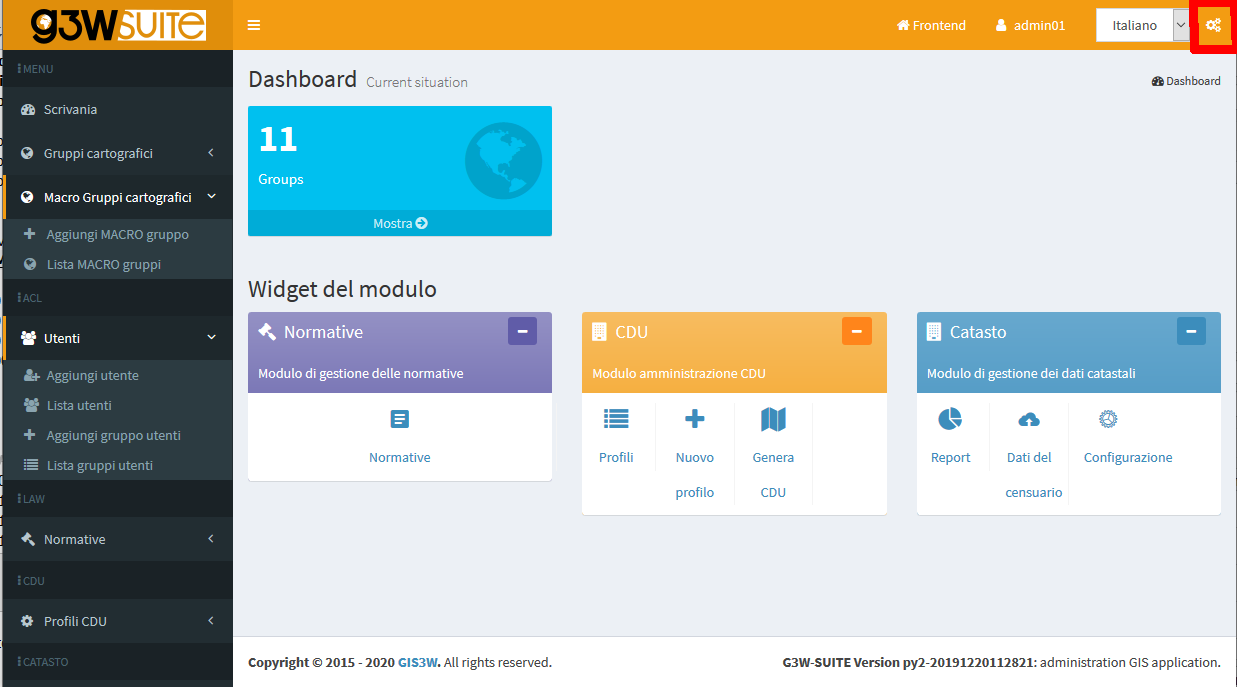 g3wSUITE
Frontend
admin01
Italiano
MENU
Scrivania
Gruppi cartografici
Macro Gruppi cartografici
Aggiungi MACRO gruppo
Lista MACRO gruppi
ACL
Utenti
Aggiungi utente
Lista utenti
Aggiungi gruppo utenti
Lista gruppi utenti
LAW
Normative
CDU
Profili CDU
CATASTO
Dashboard Current situation
Dashboard
11
Groups
Mostra
Widget del modulo
Normative
Modulo di gestione delle normative
Normative
CDU
Modulo amministrazione CDU
Profili
Nuovo
profilo
Genera
CDU
Catasto
Modulo di gestione dei dati catastali
Report
Dati del
censuario
Configurazione
Copyright © 2015 - 2020 GIS3W. All rights reserved.
G3W-SUITE Version py2-20191220112821: administration GIS application.